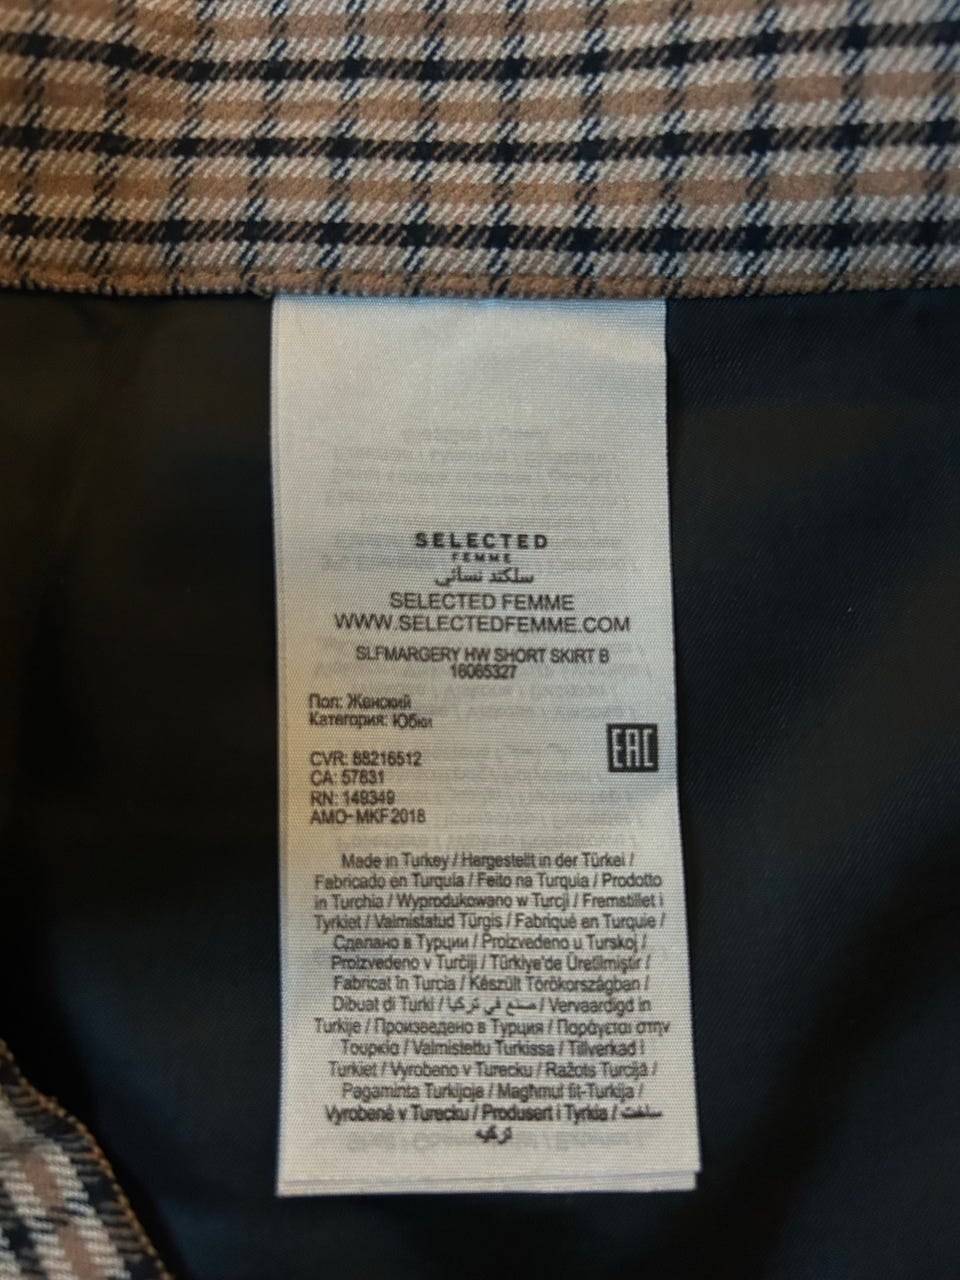 SELECTED
FEMME
سلكتد نسائي
SELECTED FEMME
WWW.SELECTEDFEMME.COM
SLFMARGERY HW SHORT SKIRT B
16065327
Пол: Женский
Категория: Юбки
EAC
CVR: 88216512
CA: 57831
RN: 149349
AMO-MKF2018
Made in Turkey / Hergestellt in der Türkei /
Fabricado en Turquía / Feito na Turquia / Prodotto
in Turchia / Wyprodukowano w Turcji / Fremstillet i
Tyrkiet / Valmistatud Türgis / Fabriqué en Turquie /
Сделано в Турции / Proizvedeno u Turskoj /
Proizvedeno v Turčiji / Türkiye'de Üretilmiştir /
Fabricat în Turcia / Készült Törökországban /
Dibuat di Turki / صنع في تركيا / Vervaardigd in
Turkije / Произведено в Турция / Παράγεται στην
Τουρκία / Valmistettu Turkissa / Tillverkad i
Turkiet / Vyrobeno v Turecku / Ražots Turcijā /
Pagaminta Turkijoje / Magħmul fit-Turkija /
Vyrobené v Turecku / Produsert i Tyrkia / ساخت
ترکیه